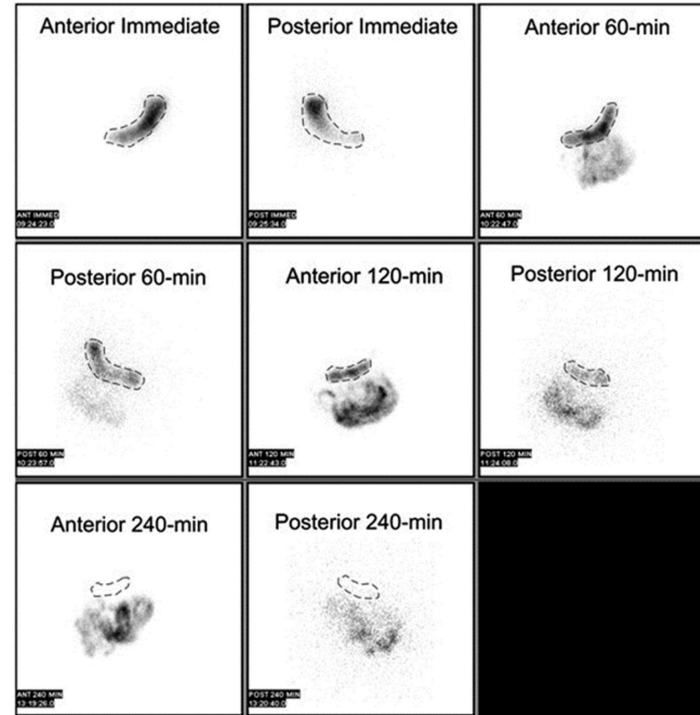 Anterior Immediate
Posterior Immediate
Anterior 60-min
ANT IMMED
09:24:23.0
POST IMMED
09:25:34.0
ANT 60 MIN
10:22:47.0
Posterior 60-min
Anterior 120-min
Posterior 120-min
POST 60 MIN
10:23:57.0
ANT 120 MIN
11:22:43.0
POST 120 MIN
11:24:08.0
Anterior 240-min
Posterior 240-min
ANT 240 MIN
13:19:26.0
POST 240 MIN
13:20:40.0